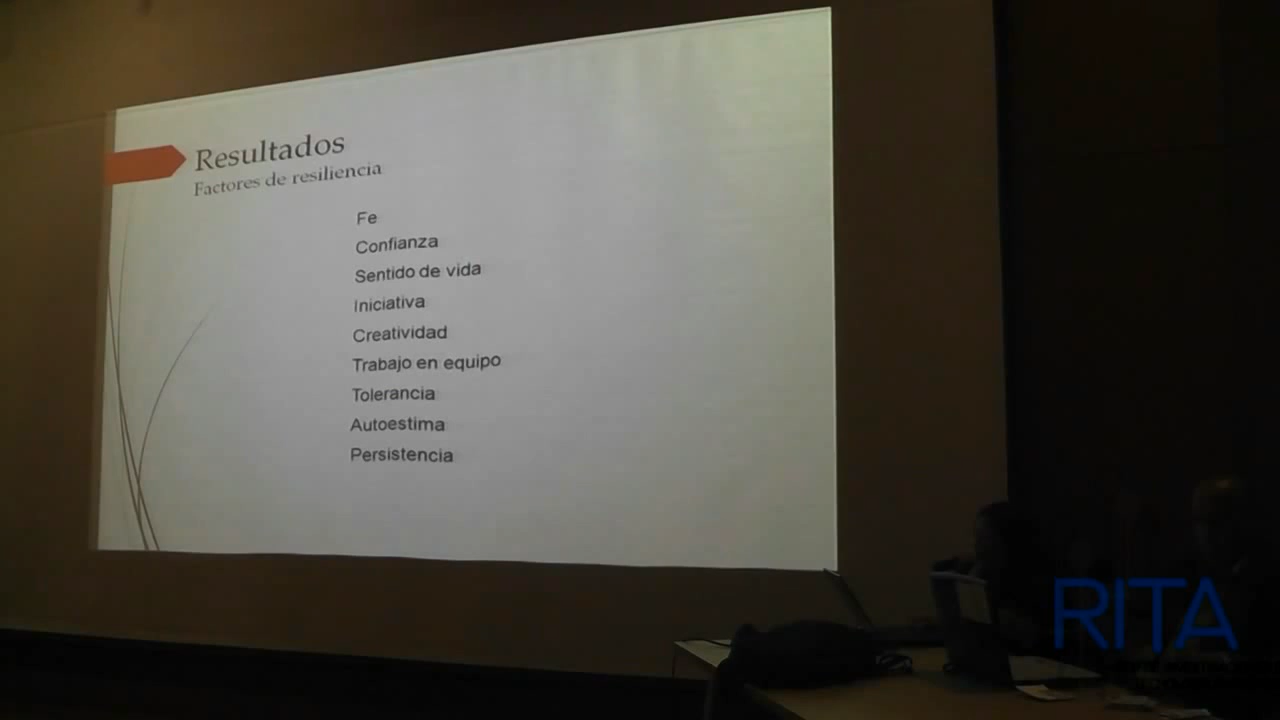 Resultados
Factores de resiliencia
Fe
Confianza
Sentido de vida
Iniciativa
Creatividad
Trabajo en equipo
Tolerancia
Autoestima
Persistencia
RITA